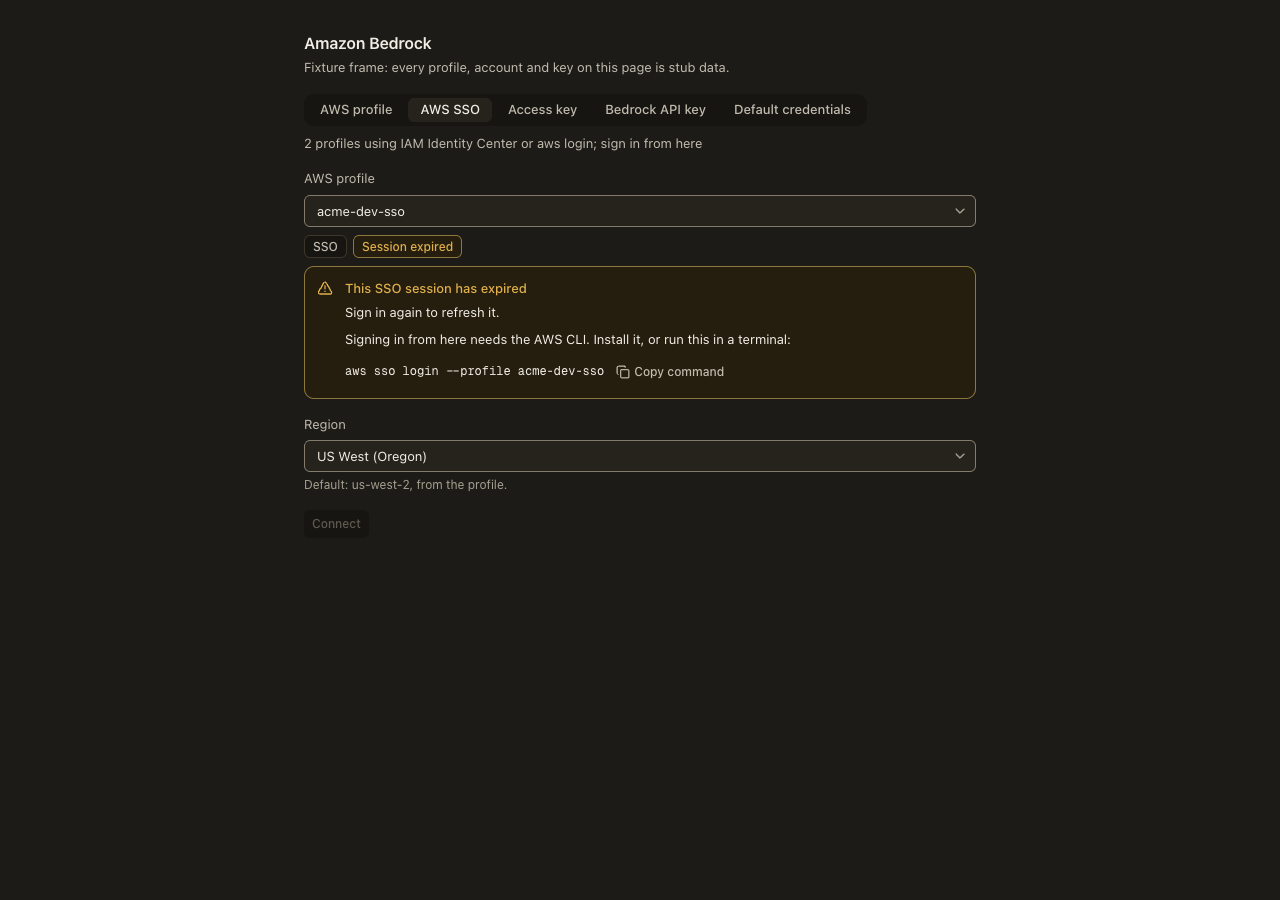 Amazon Bedrock
Fixture frame: every profile, account and key on this page is stub data.
AWS profile AWS SSO Access key Bedrock API key Default credentials
2 profiles using IAM Identity Center or aws login; sign in from here
AWS profile
acme-dev-sso
SSO Session expired
This SSO session has expired
Sign in again to refresh it.
Signing in from here needs the AWS CLI. Install it, or run this in a terminal:
aws sso login --profile acme-dev-sso Copy command
Region
US West (Oregon)
Default: us-west-2, from the profile.
Connect